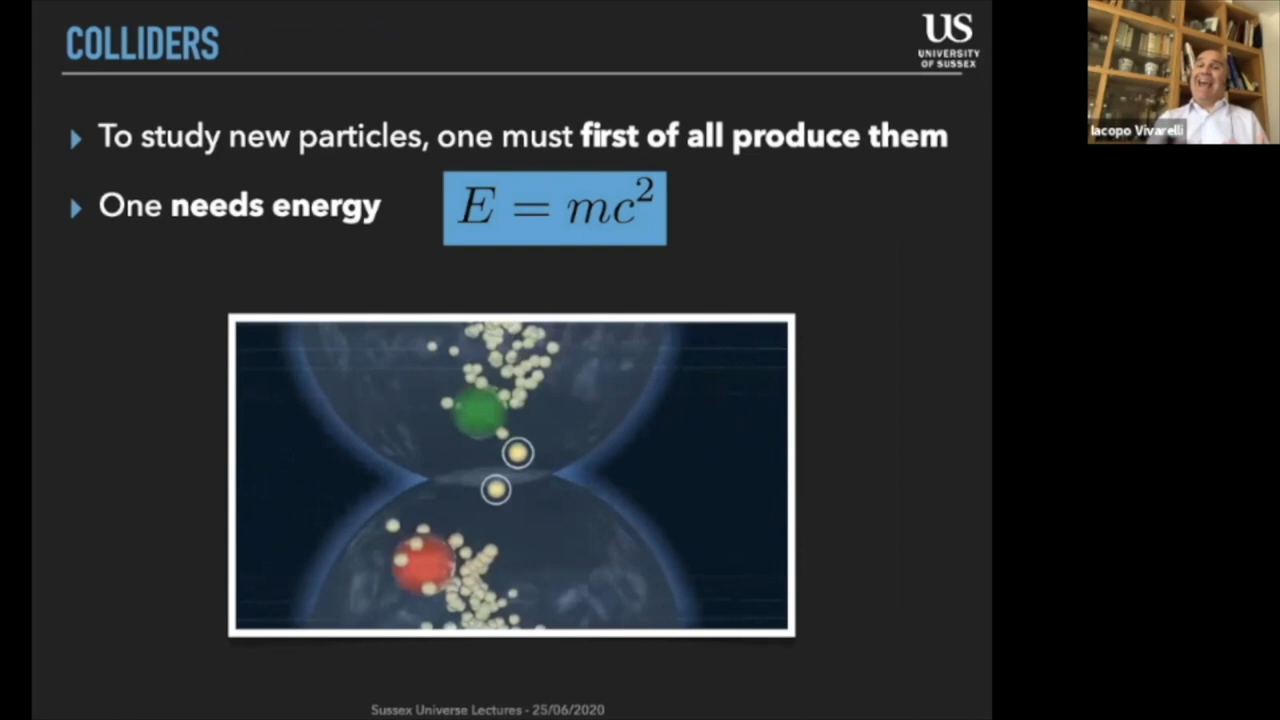 COLLIDERS
US
UNIVERSITY
OF SUSSEX
To study new particles, one must first of all produce them
One needs energy
E = mc²
Iacopo Vivarelli
Sussex Universe Lectures - 25/06/2020